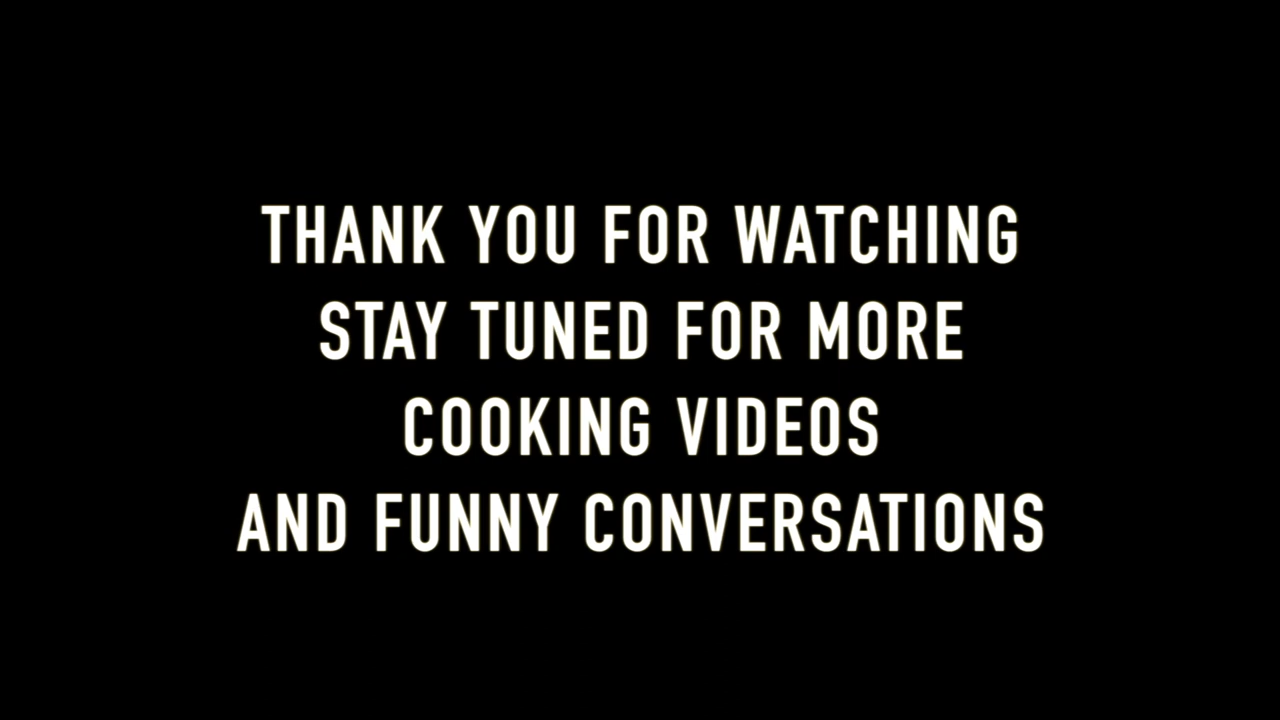 THANK YOU FOR WATCHING
STAY TUNED FOR MORE
COOKING VIDEOS
AND FUNNY CONVERSATIONS